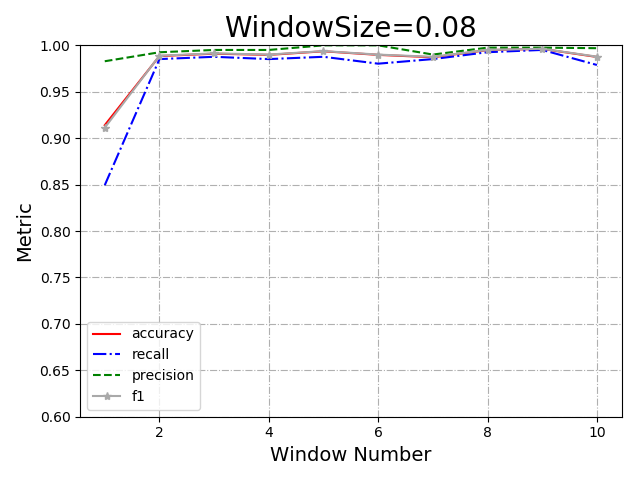 WindowSize=0.08
Metric
1.00
0.95
0.90
0.85
0.80
0.75
0.70
0.65
0.60
accuracy
recall
precision
f1
2
4
6
8
10
Window Number